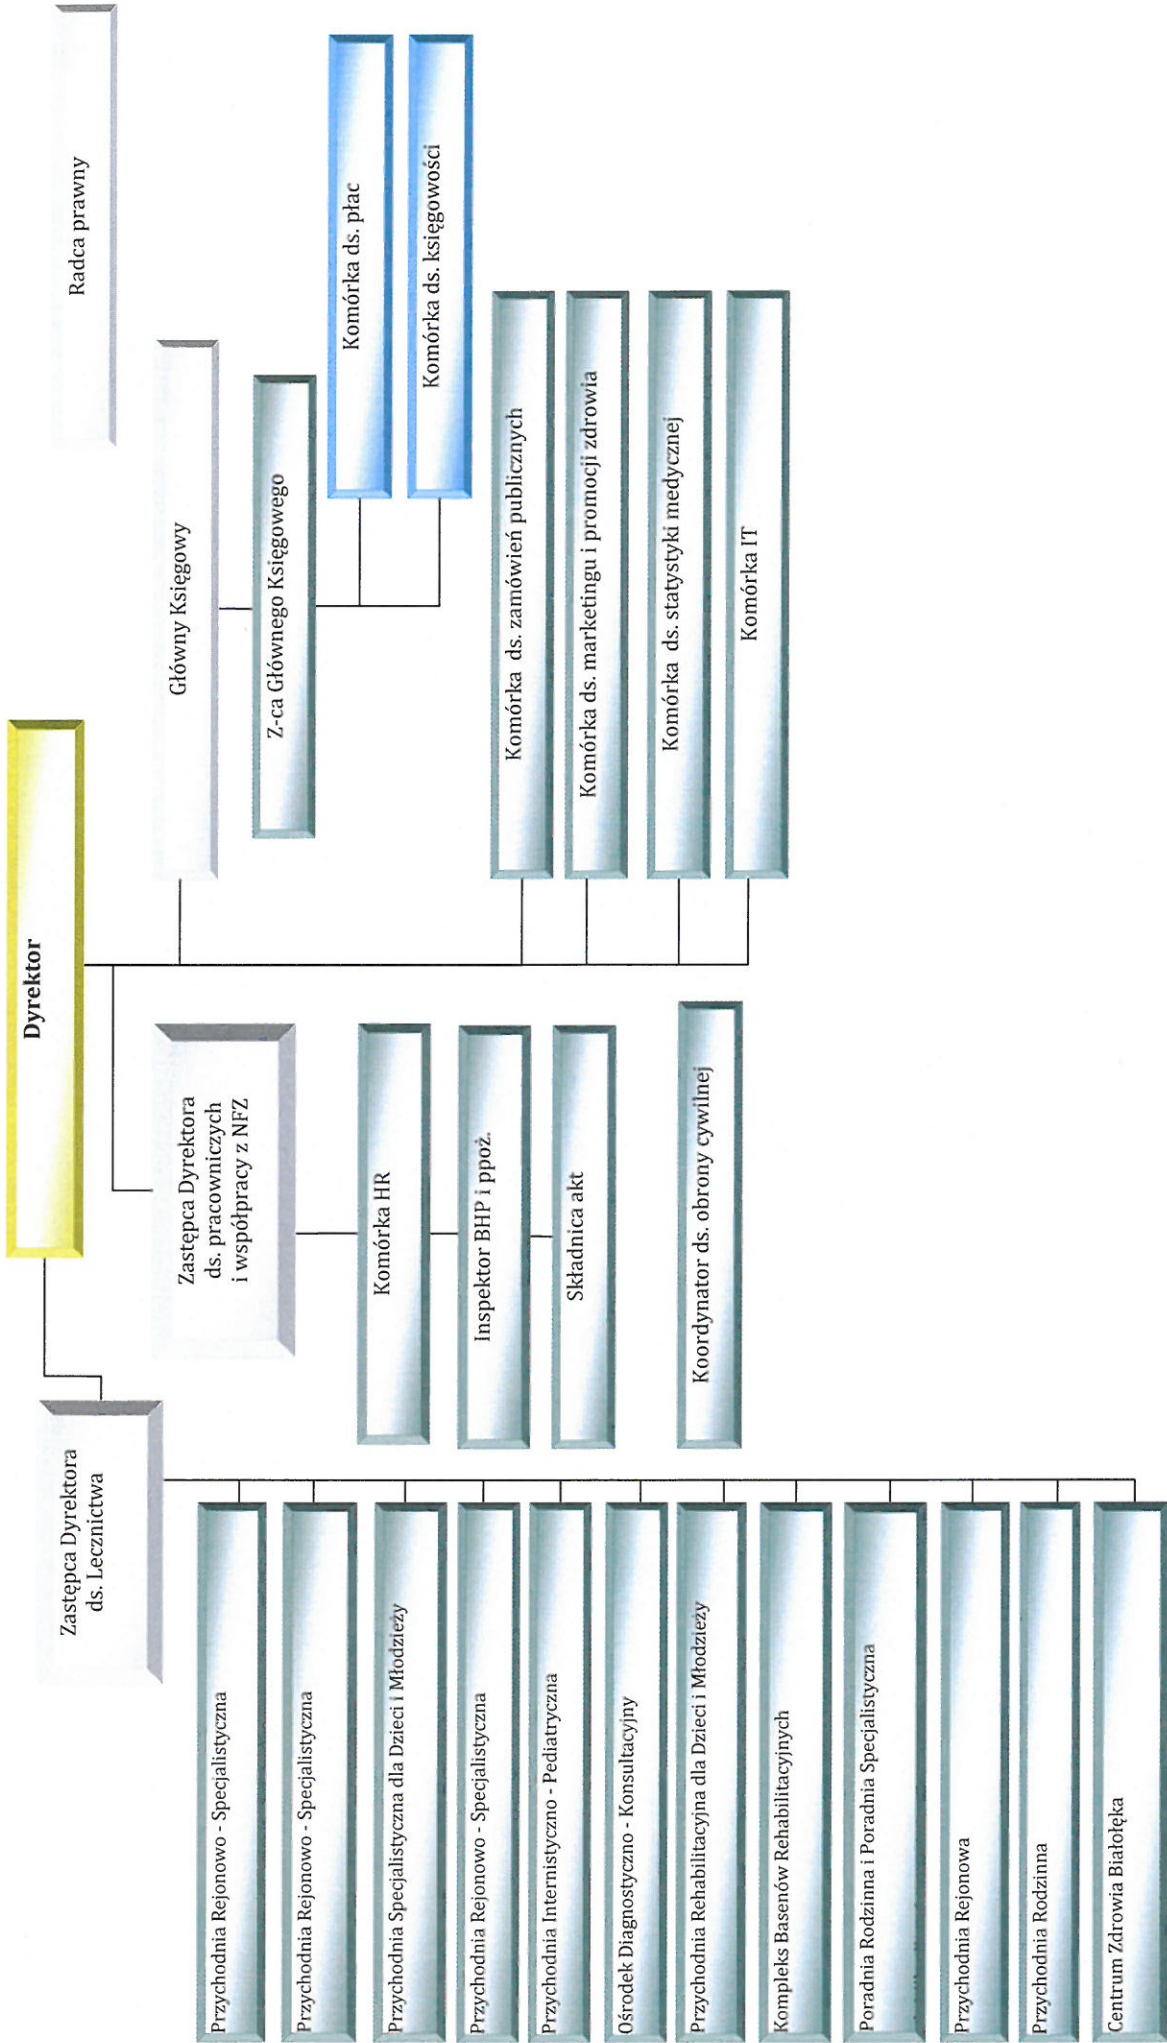 Dyrektor
Radca prawny
Zastępca Dyrektora
ds. Lecznictwa
Przychodnia Rejonowo - Specjalistyczna
Przychodnia Rejonowo - Specjalistyczna
Przychodnia Specjalistyczna dla Dzieci i Młodzieży
Przychodnia Rejonowo - Specjalistyczna
Przychodnia Internistyczno - Pediatryczna
Ośrodek Diagnostyczno - Konsultacyjny
Przychodnia Rehabilitacyjna dla Dzieci i Młodzieży
Kompleks Basenów Rehabilitacyjnych
Poradnia Rodzinna i Poradnia Specjalistyczna
Przychodnia Rejonowa
Przychodnia Rodzinna
Centrum Zdrowia Białołęka
Zastępca Dyrektora
ds. pracowniczych
i współpracy z NFZ
Komórka HR
Inspektor BHP i ppoż.
Składnica akt
Koordynator ds. obrony cywilnej
Główny Księgowy
Z-ca Głównego Księgowego
Komórka ds. płac
Komórka ds. księgowości
Komórka ds. zamówień publicznych
Komórka ds. marketingu i promocji zdrowia
Komórka ds. statystyki medycznej
Komórka IT